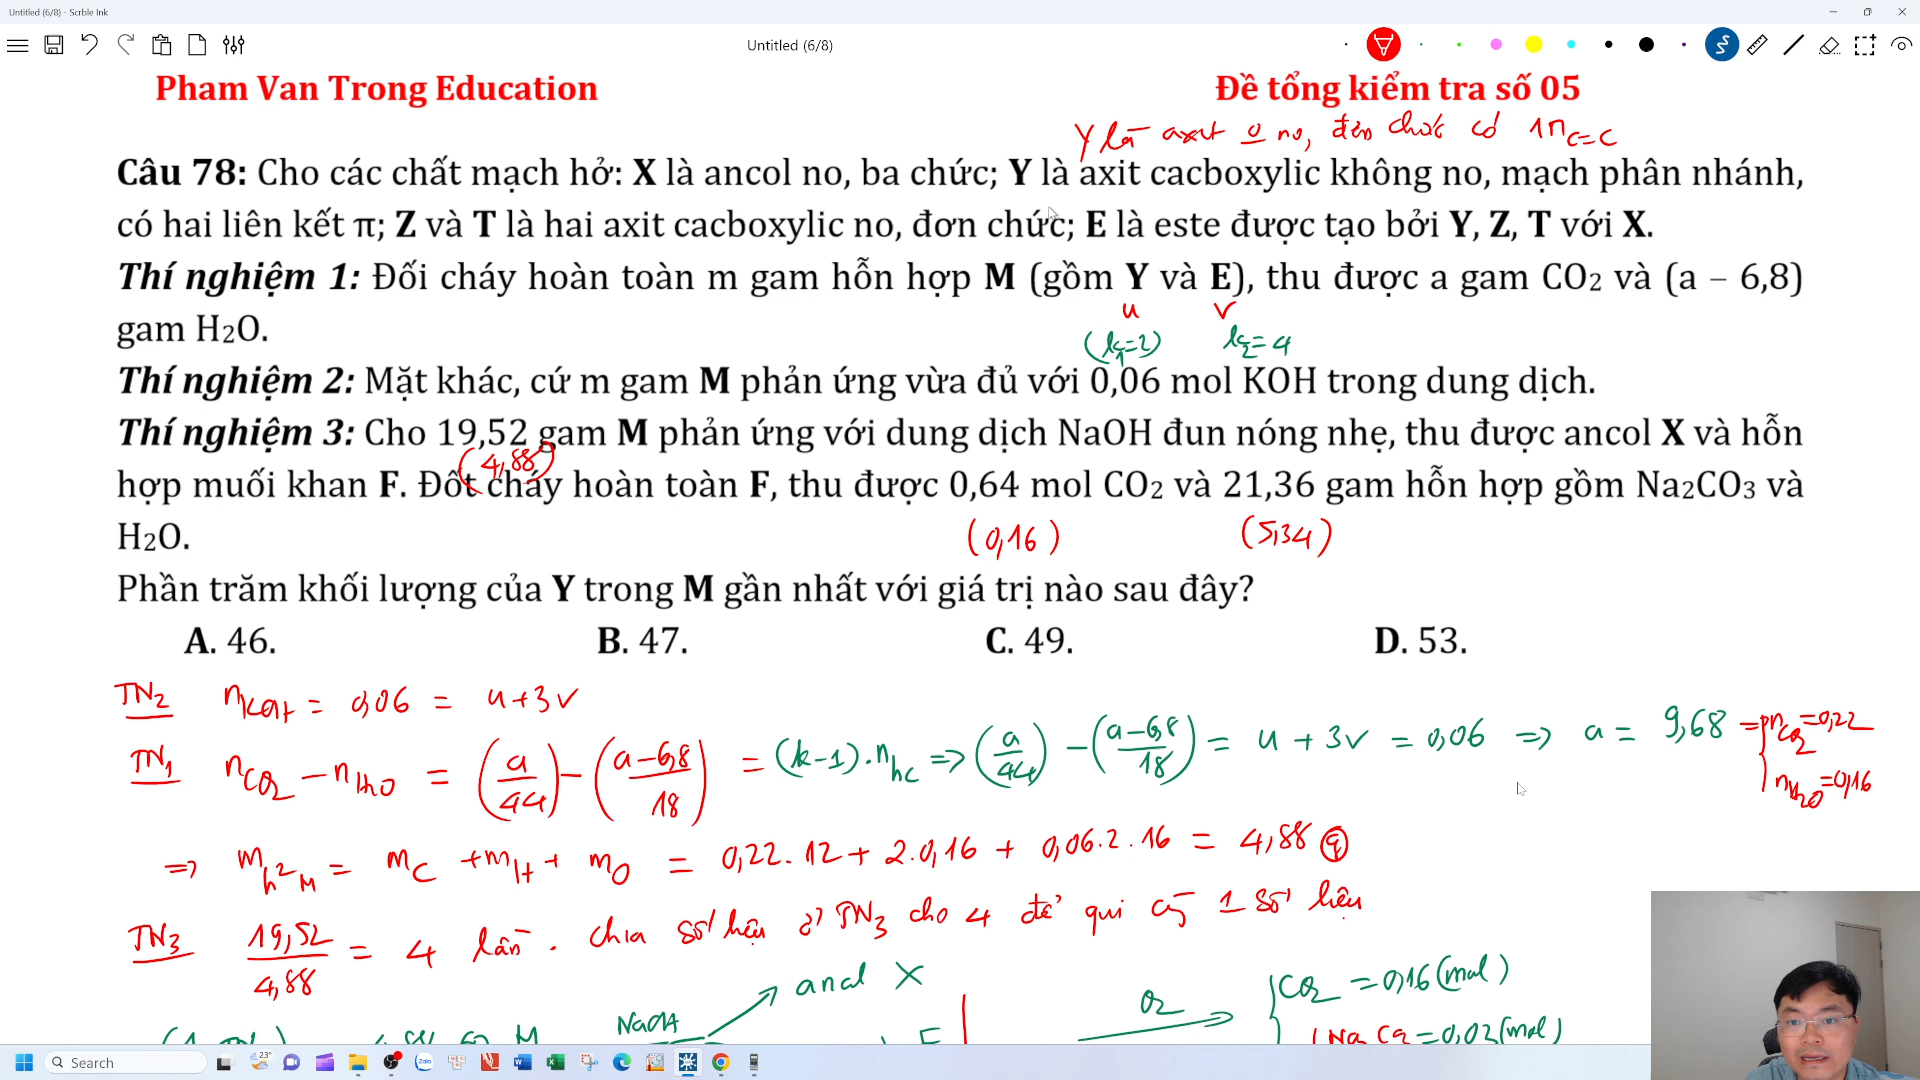 Untitled (6/8) - Scrble Ink
Untitled (6/8)
Pham Van Trong Education
Đề tổng kiểm tra số 05
Y là axit o no, đơn chức có 1π C=C
Câu 78: Cho các chất mạch hở: X là ancol no, ba chức; Y là axit cacboxylic không no, mạch phân nhánh,
có hai liên kết π; Z và T là hai axit cacboxylic no, đơn chức; E là este được tạo bởi Y, Z, T với X.
Thí nghiệm 1: Đối cháy hoàn toàn m gam hỗn hợp M (gồm Y và E), thu được a gam CO2 và (a – 6,8)
gam H2O.
u v
(k1=2) k2=4
Thí nghiệm 2: Mặt khác, cứ m gam M phản ứng vừa đủ với 0,06 mol KOH trong dung dịch.
Thí nghiệm 3: Cho 19,52 gam M phản ứng với dung dịch NaOH đun nóng nhẹ, thu được ancol X và hỗn
(4,88)
hợp muối khan F. Đốt cháy hoàn toàn F, thu được 0,64 mol CO2 và 21,36 gam hỗn hợp gồm Na2CO3 và
(0,16) (5,34)
H2O.
Phần trăm khối lượng của Y trong M gần nhất với giá trị nào sau đây?
A. 46. B. 47. C. 49. D. 53.
TN2 nKOH = 0,06 = u+3v
TN1 nCO2 - nH2O = (a/44) - (a-6,8/18) = (k-1).nhc => (a/44) - (a-6,8/18) = u + 3v = 0,06 => a = 9,68 => nCO2=0,22
nH2O=0,16
=> mh2M = mC + mH + mO = 0,22.12 + 2.0,16 + 0,06.2.16 = 4,88 g
TN3 19,52/4,88 = 4 lần. chia số liệu ở TN3 cho 4 để qui cùng 1 số liệu
ancol X
NaOH
O2
CO2 = 0,16 (mol)
F
= 0,02 (mol)
Search
23°